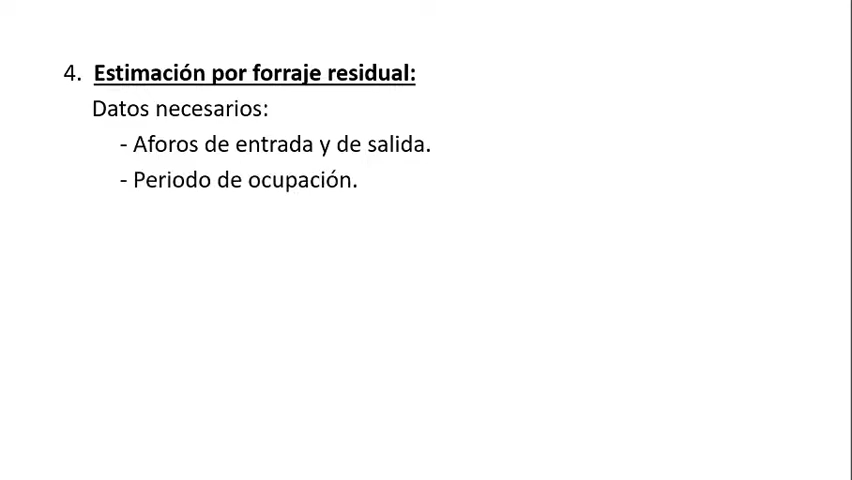 4. Estimación por forraje residual:
Datos necesarios:
- Aforos de entrada y de salida.
- Periodo de ocupación.